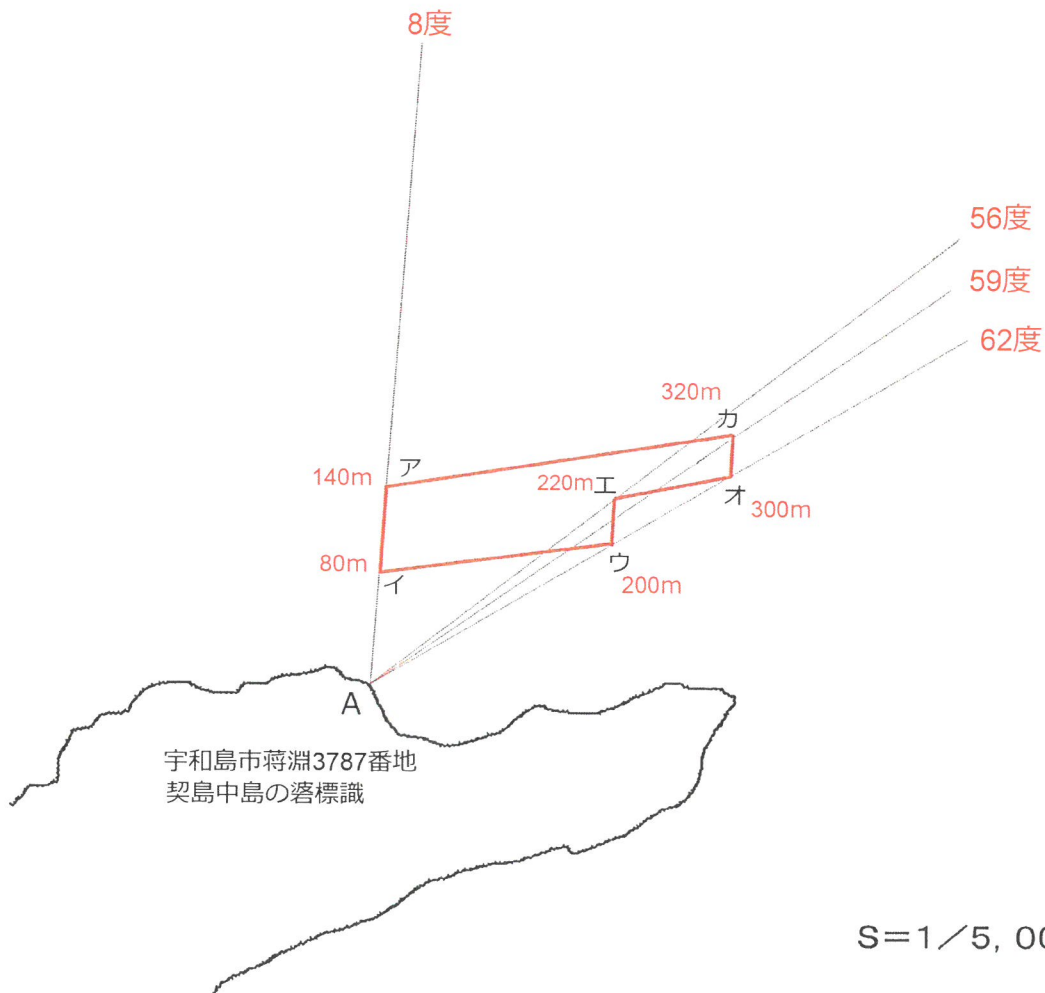 8度
56度
59度
62度
320m
カ
ア
140m
220m
エ
オ
300m
80m
イ
ウ
200m
A
宇和島市蒋淵3787番地
契島中島の碆標識
S=1/5,00